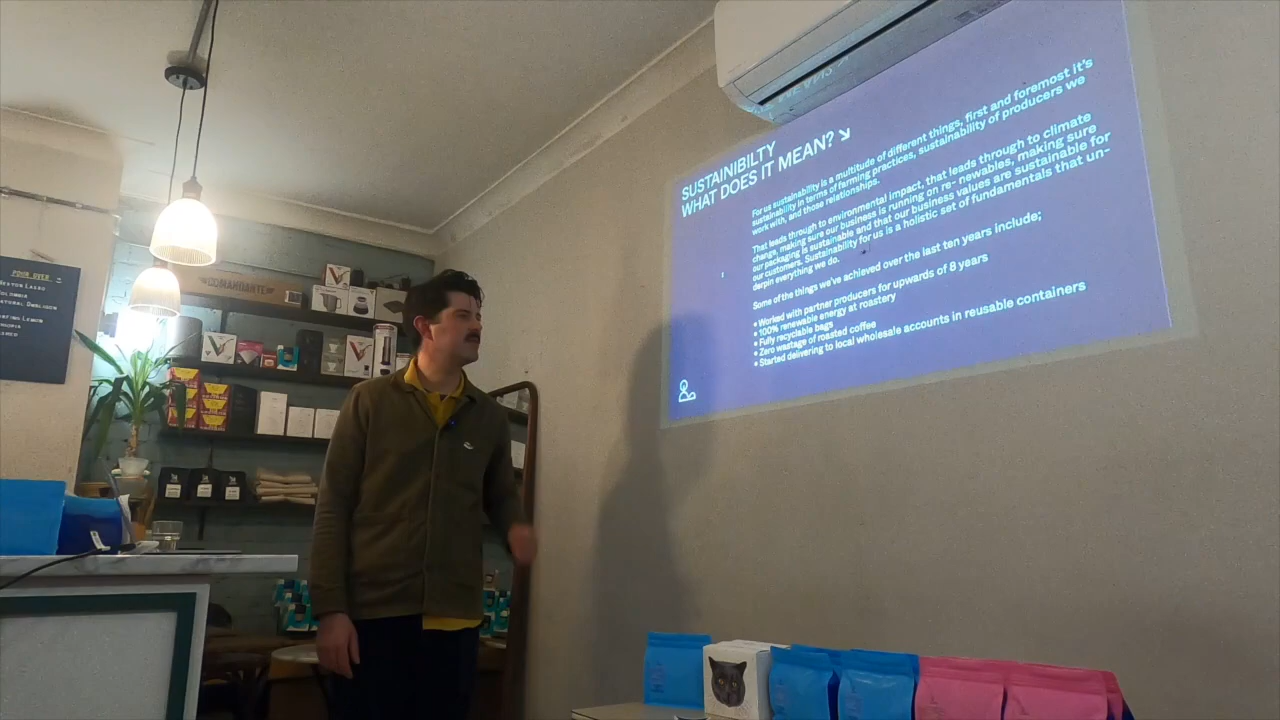 SUSTAINIBILTY
WHAT DOES IT MEAN? ↘
For us sustainability is a multitude of different things, first and foremost it's
sustainability in terms of farming practices, sustainability of producers we
work with, and those relationships.
That leads through to environmental impact, that leads through to climate
change, making sure our business is running on re- newables, making sure
our packaging is sustainable and that our business values are sustainable for
our customers. Sustainability for us is a holistic set of fundamentals that un-
derpin everything we do.
Some of the things we've achieved over the last ten years include;
• Worked with partner producers for upwards of 8 years
• 100% renewable energy at roastery
• Fully recyclable bags
• Zero wastage of roasted coffee
• Started delivering to local wholesale accounts in reusable containers
COMANDANTE
POUR OVER
NESTOR LASSO
COLOMBIA